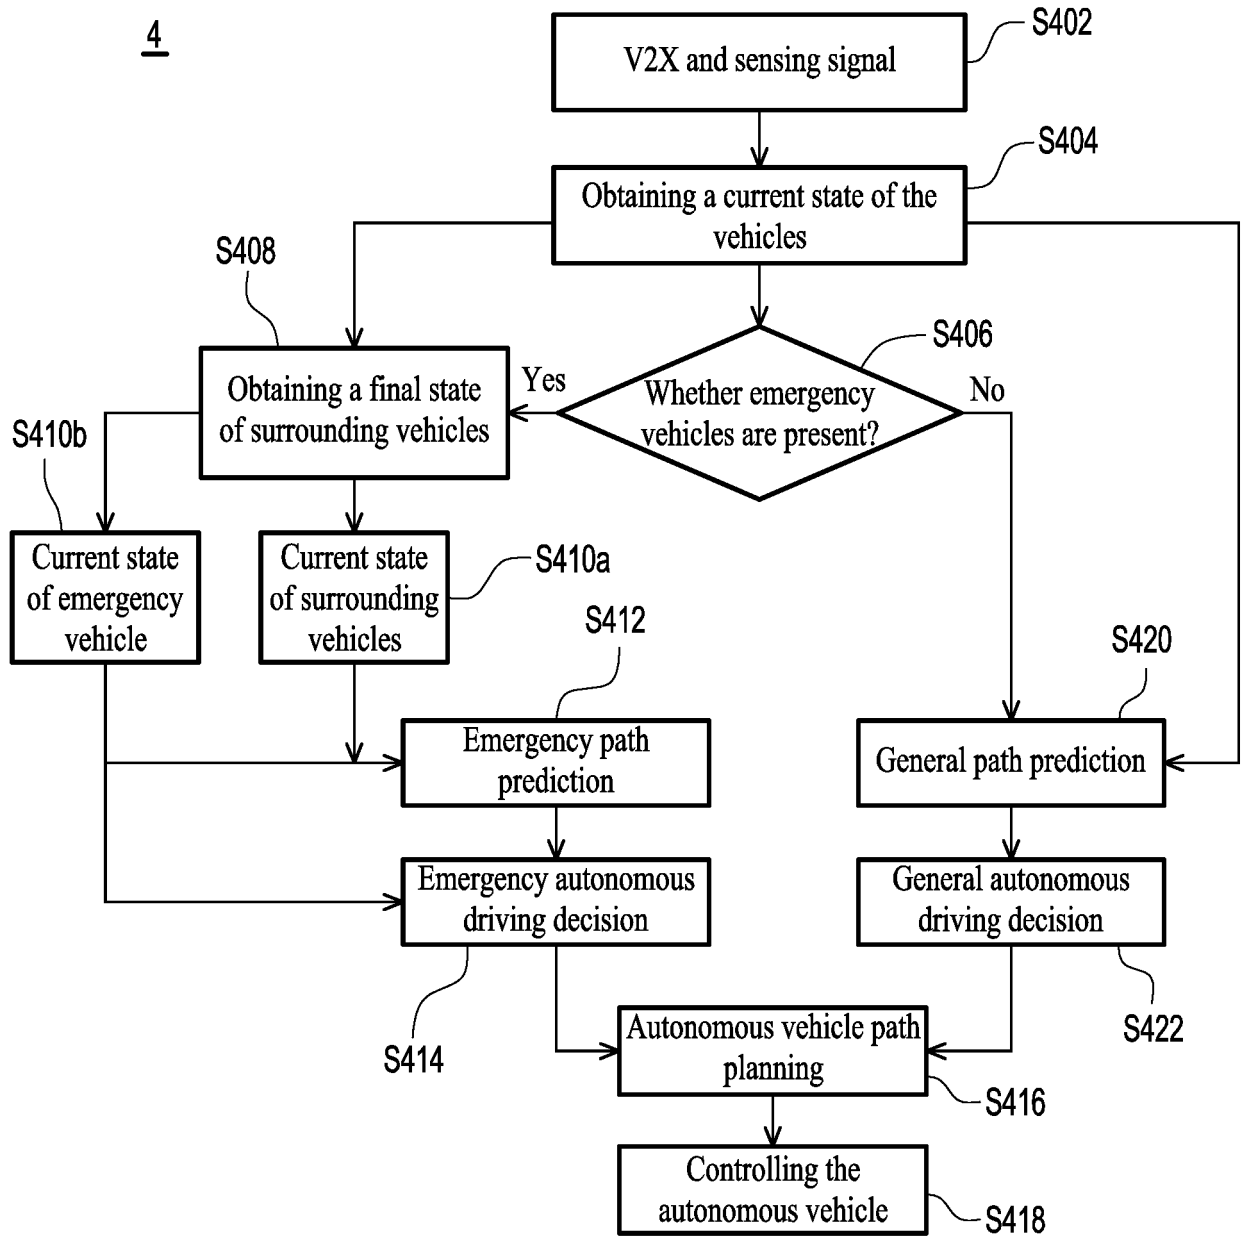 4
S402
V2X and sensing signal
S404
Obtaining a current state of the
vehicles
S408
S406
Obtaining a final state
of surrounding vehicles
Yes
Whether emergency
vehicles are present?
No
S410b
Current state
of emergency
vehicle
Current state
of surrounding
vehicles
S410a
S412
S420
Emergency path
prediction
General path prediction
Emergency autonomous
driving decision
General autonomous
driving decision
S414
S422
Autonomous vehicle path
planning
S416
Controlling the
autonomous vehicle
S418